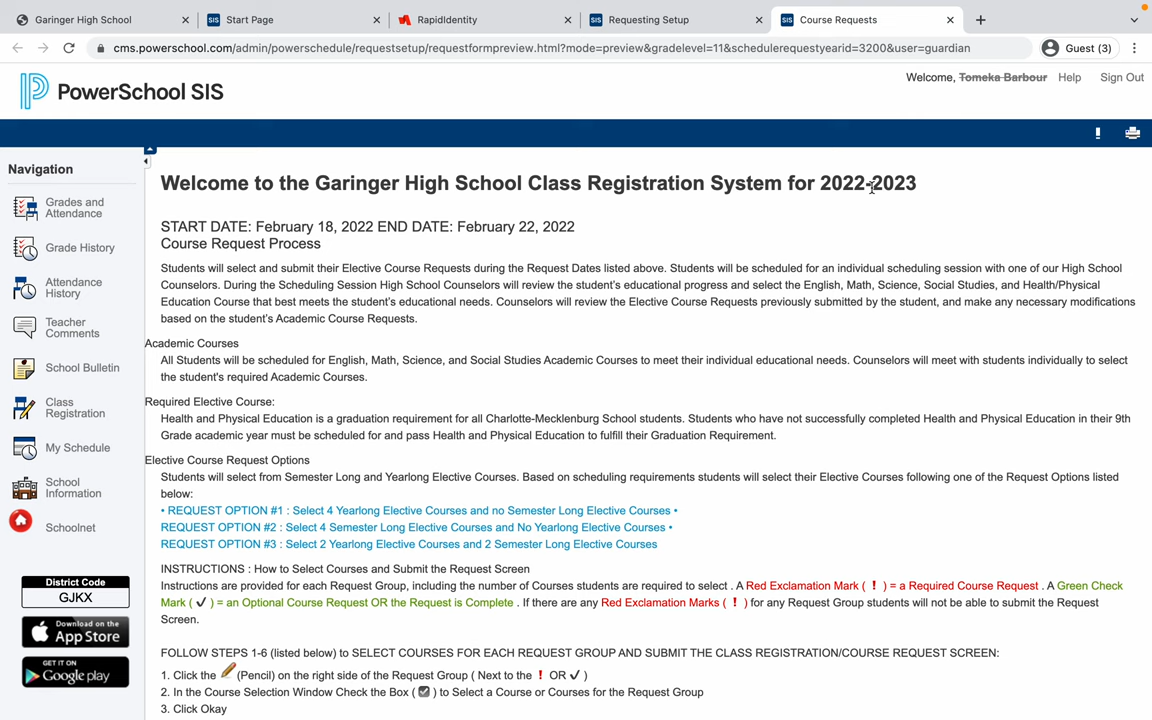 Garinger High School
SIS Start Page
RapidIdentity
SIS Requesting Setup
SIS Course Requests
cms.powerschool.com/admin/powerschedule/requestsetup/requestformpreview.html?mode=preview&gradelevel=11&schedulerequestyearid=3200&user=guardian
Guest (3)
Welcome, Tomeka Barbour Help Sign Out
PowerSchool SIS
Navigation
Grades and
Attendance
Grade History
Attendance
History
Teacher
Comments
School Bulletin
Class
Registration
My Schedule
School
Information
Schoolnet
District Code
GJKX
Download on the
App Store
GET IT ON
Google play
Welcome to the Garinger High School Class Registration System for 2022-2023
START DATE: February 18, 2022 END DATE: February 22, 2022
Course Request Process
Students will select and submit their Elective Course Requests during the Request Dates listed above. Students will be scheduled for an individual scheduling session with one of our High School
Counselors. During the Scheduling Session High School Counselors will review the student's educational progress and select the English, Math, Science, Social Studies, and Health/Physical
Education Course that best meets the student's educational needs. Counselors will review the Elective Course Requests previously submitted by the student, and make any necessary modifications
based on the student's Academic Course Requests.
Academic Courses
All Students will be scheduled for English, Math, Science, and Social Studies Academic Courses to meet their individual educational needs. Counselors will meet with students individually to select
the student's required Academic Courses.
Required Elective Course:
Health and Physical Education is a graduation requirement for all Charlotte-Mecklenburg School students. Students who have not successfully completed Health and Physical Education in their 9th
Grade academic year must be scheduled for and pass Health and Physical Education to fulfill their Graduation Requirement.
Elective Course Request Options
Students will select from Semester Long and Yearlong Elective Courses. Based on scheduling requirements students will select their Elective Courses following one of the Request Options listed
below:
• REQUEST OPTION #1 : Select 4 Yearlong Elective Courses and no Semester Long Elective Courses •
REQUEST OPTION #2 : Select 4 Semester Long Elective Courses and No Yearlong Elective Courses •
REQUEST OPTION #3 : Select 2 Yearlong Elective Courses and 2 Semester Long Elective Courses
INSTRUCTIONS : How to Select Courses and Submit the Request Screen
Instructions are provided for each Request Group, including the number of Courses students are required to select . A Red Exclamation Mark ( ! ) = a Required Course Request . A Green Check
Mark ( ✓ ) = an Optional Course Request OR the Request is Complete . If there are any Red Exclamation Marks ( ! ) for any Request Group students will not be able to submit the Request
Screen.
FOLLOW STEPS 1-6 (listed below) to SELECT COURSES FOR EACH REQUEST GROUP AND SUBMIT THE CLASS REGISTRATION/COURSE REQUEST SCREEN:
1. Click the (Pencil) on the right side of the Request Group ( Next to the ! OR ✓ )
2. In the Course Selection Window Check the Box ( ☑ ) to Select a Course or Courses for the Request Group
3. Click Okay